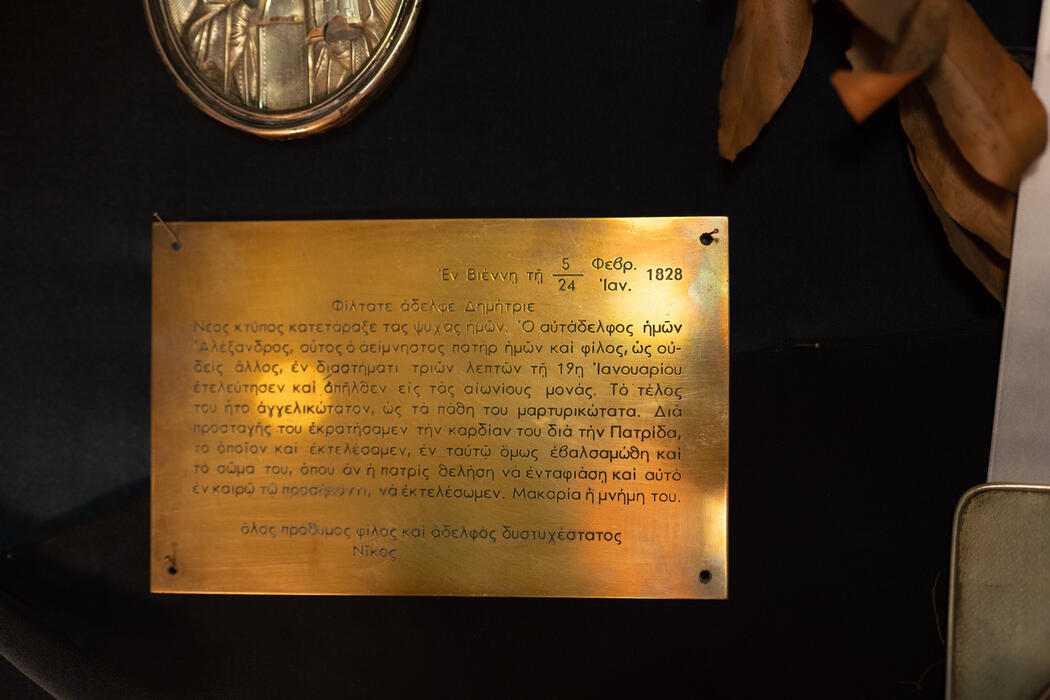 Ἐν Βιέννῃ τῇ 5/24 Φεβρ./Ἰαν. 1828
Φίλτατε ἀδελφε Δημήτριε
Νέος κτύπος κατετάραξε τὰς ψυχάς ἡμῶν. Ὁ αὐτάδελφος ἡμῶν
Ἀλέξανδρος, οὗτος ὁ ἀείμνηστος πατὴρ ἡμῶν καὶ φίλος, ὡς οὐ-
δεὶς ἄλλος, ἐν διαστήματι τριῶν λεπτῶν τῇ 19ῃ Ἰανουαρίου
ἐτελεύτησεν καὶ ἀπῆλθεν εἰς τὰς αἰωνίους μονάς. Τὸ τέλος
του ἦτο ἀγγελικώτατον, ὡς τὰ πάθη του μαρτυρικώτατα. Διὰ
προσταγῆς του ἐκρατήσαμεν τὴν καρδίαν του διὰ τὴν Πατρίδα,
τὸ ὁποῖον καὶ ἐκτελέσαμεν, ἐν ταὐτῷ ὅμως ἐβαλσαμώθη καὶ
τὸ σῶμα του, ὅπου ἂν ἡ πατρὶς θελήσῃ νὰ ἐνταφιάσῃ καὶ αὐτὸ
ἐν καιρῷ τῷ προσήκοντι, νὰ ἐκτελέσωμεν. Μακαρία ἡ μνήμη του.
ὅλος πρόθυμος φίλος καὶ ἀδελφὸς δυστυχέστατος
Νῖκος